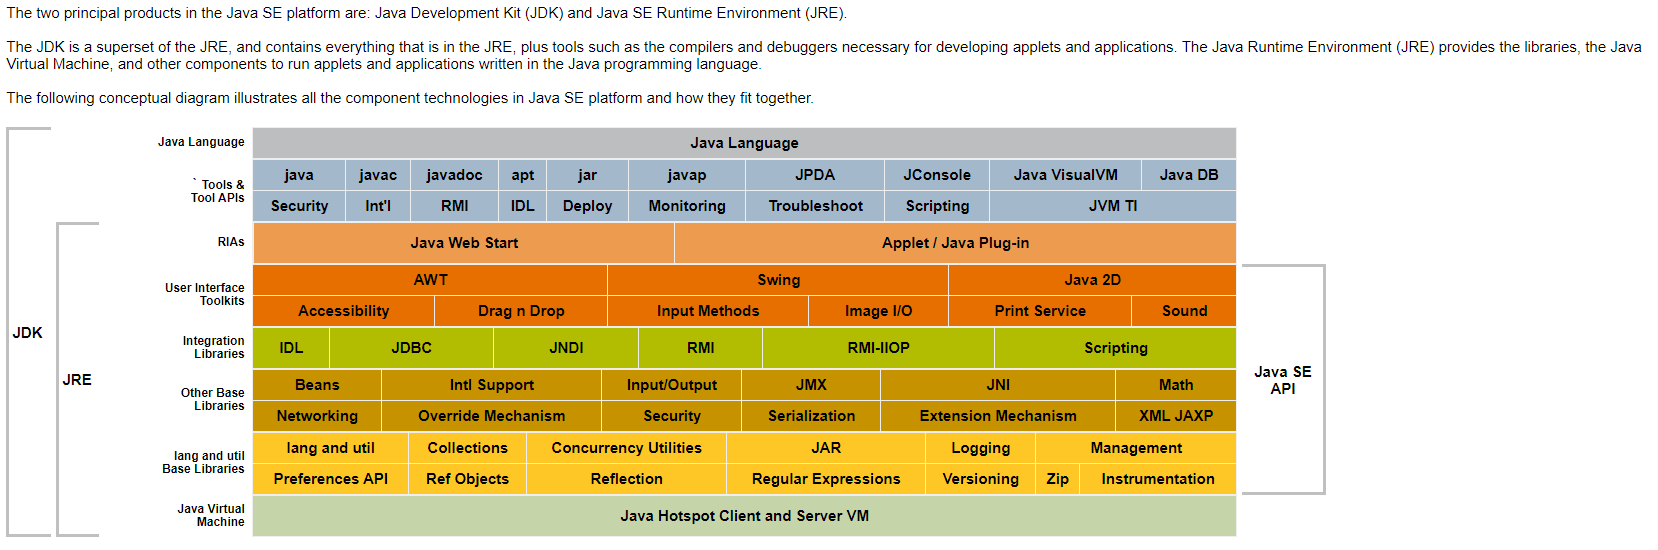 The two principal products in the Java SE platform are: Java Development Kit (JDK) and Java SE Runtime Environment (JRE).
The JDK is a superset of the JRE, and contains everything that is in the JRE, plus tools such as the compilers and debuggers necessary for developing applets and applications. The Java Runtime Environment (JRE) provides the libraries, the Java
Virtual Machine, and other components to run applets and applications written in the Java programming language.
The following conceptual diagram illustrates all the component technologies in Java SE platform and how they fit together.
JDK
JRE
Java Language
Java Language
` Tools &
Tool APIs
java javac javadoc apt jar javap JPDA JConsole Java VisualVM Java DB
Security Int'l RMI IDL Deploy Monitoring Troubleshoot Scripting JVM TI
RIAs
Java Web Start Applet / Java Plug-in
User Interface
Toolkits
AWT Swing Java 2D
Accessibility Drag n Drop Input Methods Image I/O Print Service Sound
Integration
Libraries
IDL JDBC JNDI RMI RMI-IIOP Scripting
Other Base
Libraries
Beans Intl Support Input/Output JMX JNI Math
Networking Override Mechanism Security Serialization Extension Mechanism XML JAXP
lang and util
Base Libraries
lang and util Collections Concurrency Utilities JAR Logging Management
Preferences API Ref Objects Reflection Regular Expressions Versioning Zip Instrumentation
Java Virtual
Machine
Java Hotspot Client and Server VM
Java SE
API